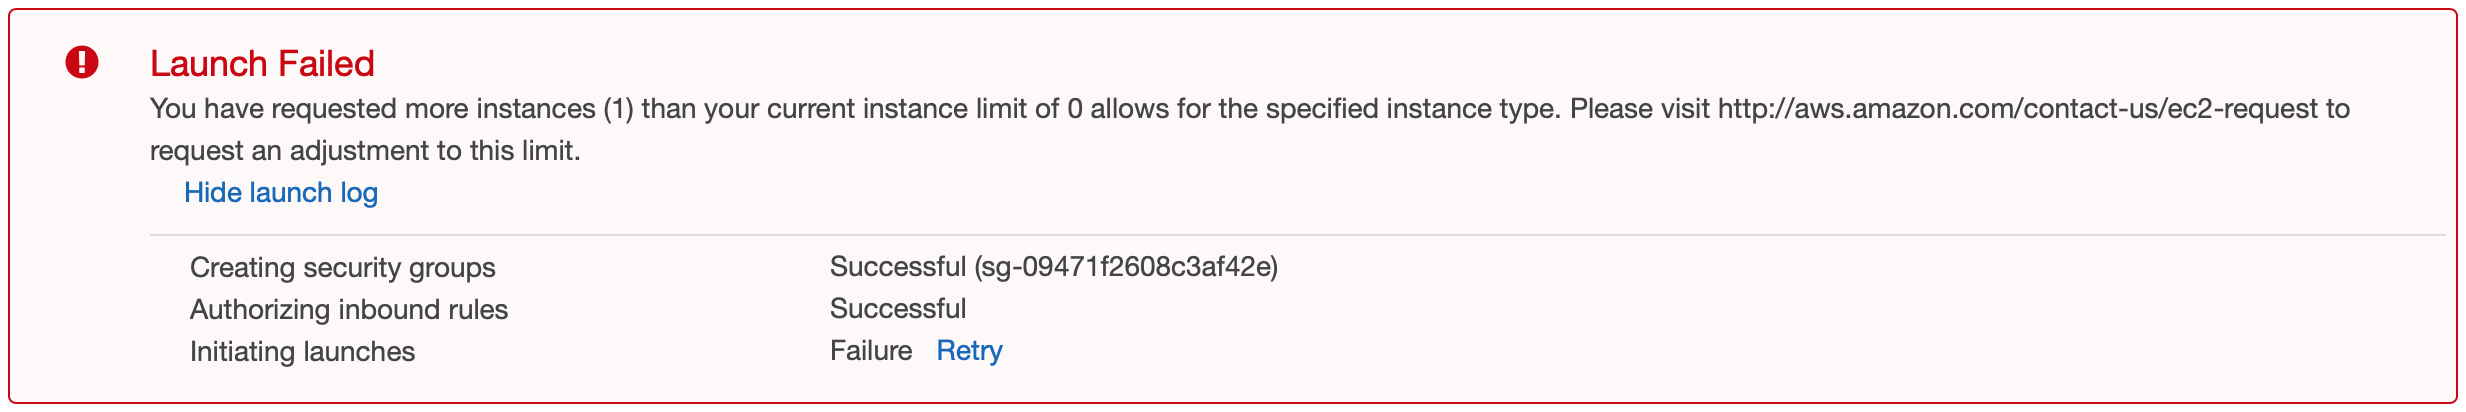 Launch Failed
You have requested more instances (1) than your current instance limit of 0 allows for the specified instance type. Please visit http://aws.amazon.com/contact-us/ec2-request to
request an adjustment to this limit.
Hide launch log
Creating security groups Successful (sg-09471f2608c3af42e)
Authorizing inbound rules Successful
Initiating launches Failure Retry